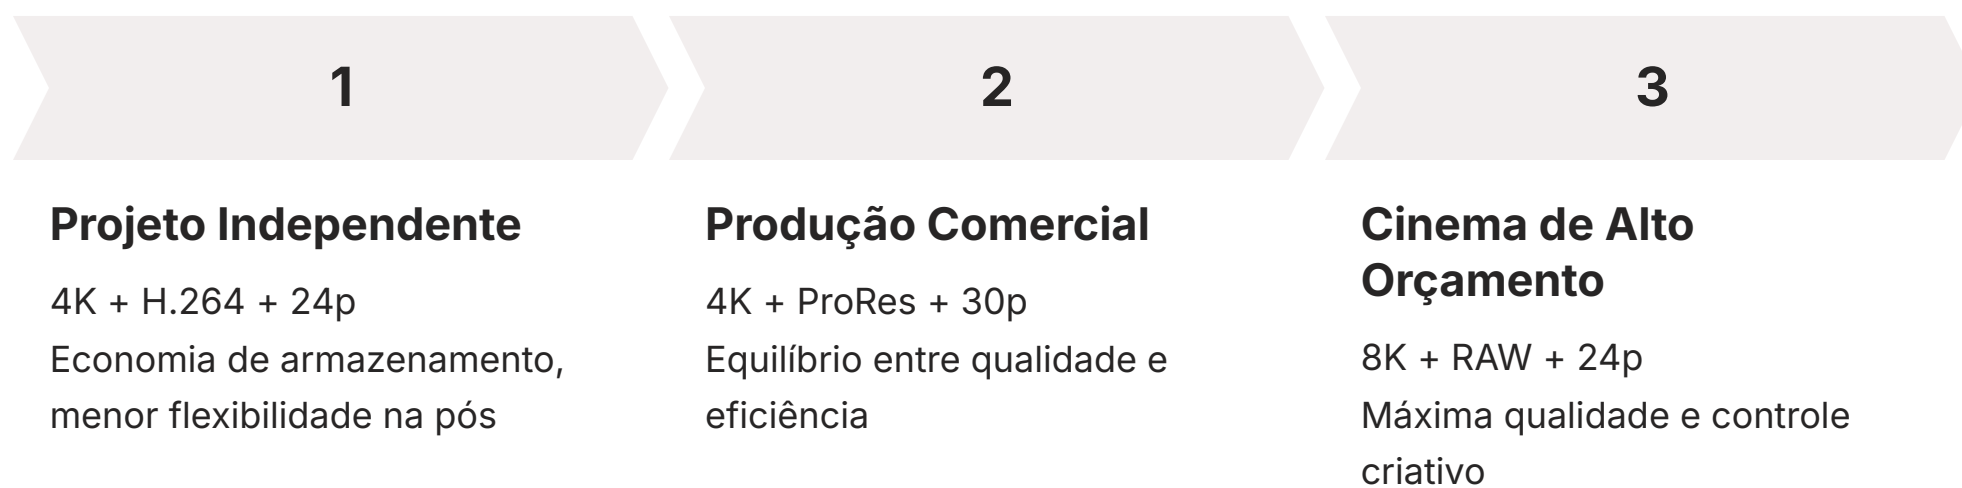 1
Projeto Independente
4K + H.264 + 24p
Economia de armazenamento,
menor flexibilidade na pós
2
Produção Comercial
4K + ProRes + 30p
Equilíbrio entre qualidade e
eficiência
3
Cinema de Alto
Orçamento
8K + RAW + 24p
Máxima qualidade e controle
criativo